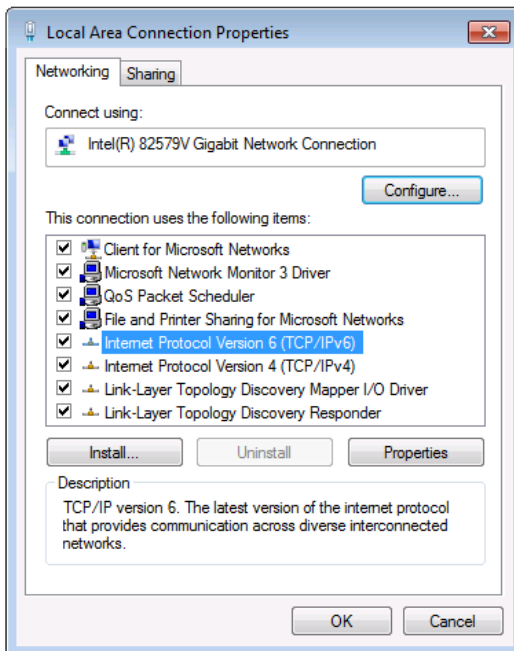 Local Area Connection Properties
Networking
Sharing
Connect using:
Intel(R) 82579V Gigabit Network Connection
Configure...
This connection uses the following items:
Client for Microsoft Networks
Microsoft Network Monitor 3 Driver
QoS Packet Scheduler
File and Printer Sharing for Microsoft Networks
Internet Protocol Version 6 (TCP/IPv6)
Internet Protocol Version 4 (TCP/IPv4)
Link-Layer Topology Discovery Mapper I/O Driver
Link-Layer Topology Discovery Responder
Install...
Uninstall
Properties
Description
TCP/IP version 6. The latest version of the internet protocol
that provides communication across diverse interconnected
networks.
OK
Cancel